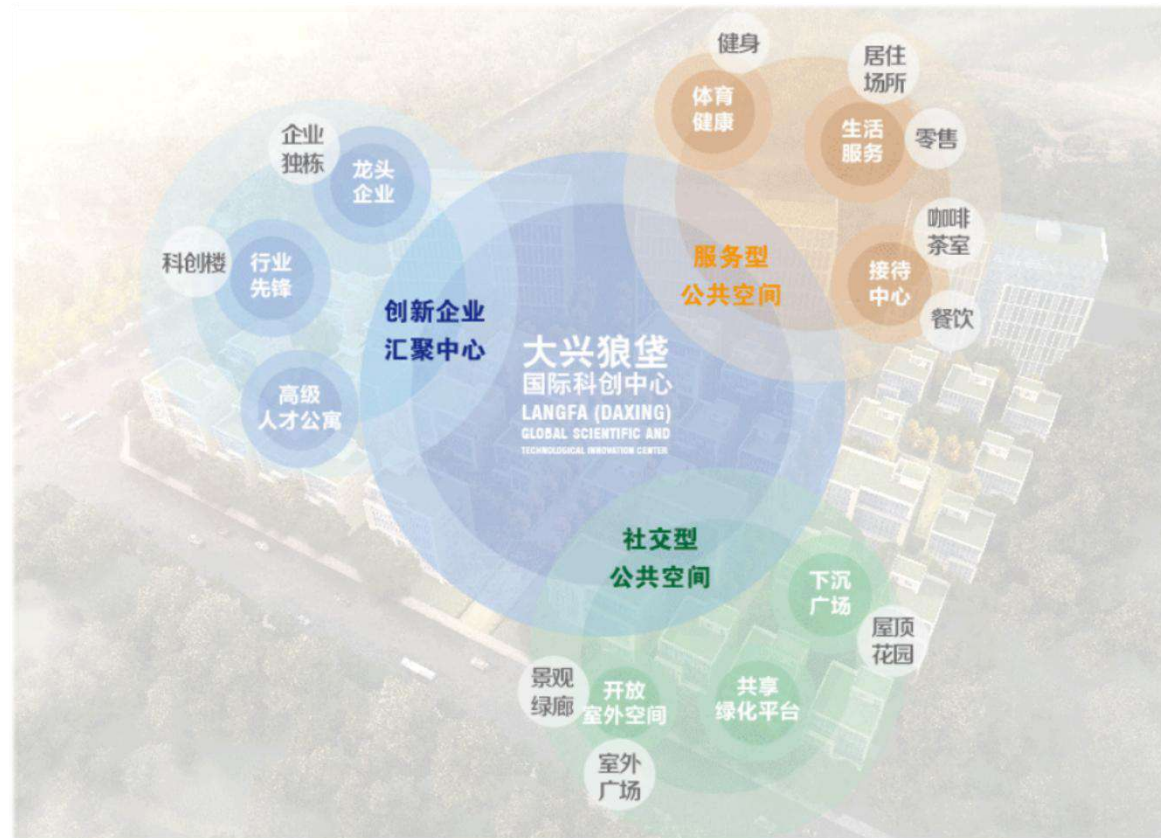 健身
体育
健康
居住
场所
生活
服务
零售
咖啡
茶室
接待
中心
餐饮
服务型
公共空间
企业
独栋
龙头
企业
科创楼
行业
先锋
高级
人才公寓
创新企业
汇聚中心
大兴狼垡
国际科创中心
LANGFA (DAXING)
GLOBAL SCIENTIFIC AND
TECHNOLOGICAL INNOVATION CENTER
社交型
公共空间
下沉
广场
屋顶
花园
共享
绿化平台
开放
室外空间
景观
绿廊
室外
广场